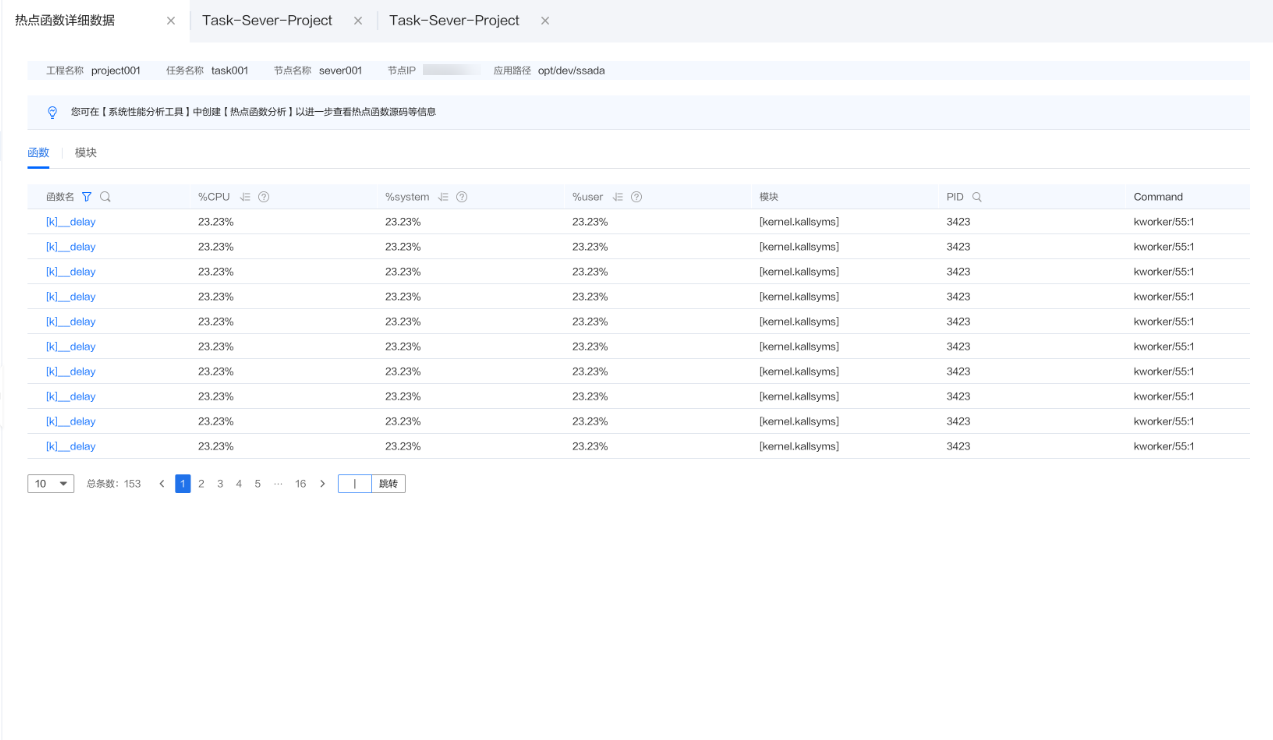 热点函数详细数据 Task-Sever-Project Task-Sever-Project
工程名称 project001 任务名称 task001 节点名称 sever001 节点IP 应用路径 opt/dev/ssada
您可在【系统性能分析工具】中创建【热点函数分析】以进一步查看热点函数源码等信息
函数 模块
函数名 %CPU %system %user 模块 PID Command
[k]__delay 23.23% 23.23% 23.23% [kernel.kallsyms] 3423 kworker/55:1
[k]__delay 23.23% 23.23% 23.23% [kernel.kallsyms] 3423 kworker/55:1
[k]__delay 23.23% 23.23% 23.23% [kernel.kallsyms] 3423 kworker/55:1
[k]__delay 23.23% 23.23% 23.23% [kernel.kallsyms] 3423 kworker/55:1
[k]__delay 23.23% 23.23% 23.23% [kernel.kallsyms] 3423 kworker/55:1
[k]__delay 23.23% 23.23% 23.23% [kernel.kallsyms] 3423 kworker/55:1
[k]__delay 23.23% 23.23% 23.23% [kernel.kallsyms] 3423 kworker/55:1
[k]__delay 23.23% 23.23% 23.23% [kernel.kallsyms] 3423 kworker/55:1
[k]__delay 23.23% 23.23% 23.23% [kernel.kallsyms] 3423 kworker/55:1
[k]__delay 23.23% 23.23% 23.23% [kernel.kallsyms] 3423 kworker/55:1
10 总条数：153 1 2 3 4 5 ··· 16 跳转